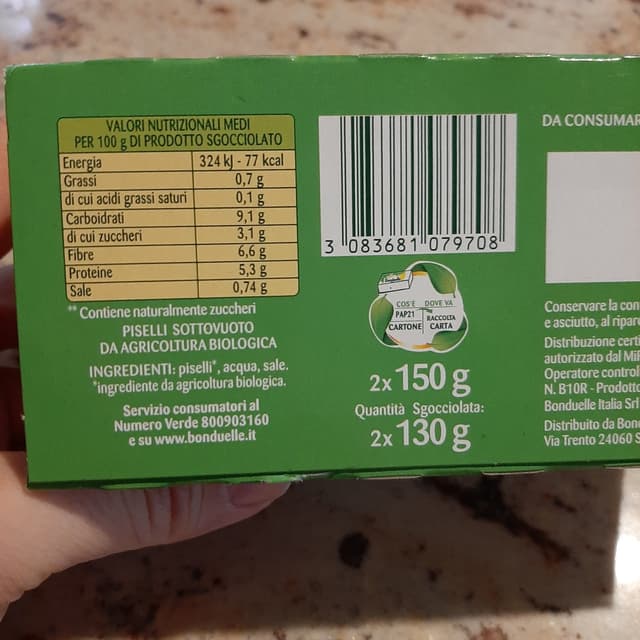 VALORI NUTRIZIONALI MEDI
PER 100 g DI PRODOTTO SGOCCIOLATO
Energia 324 kJ - 77 kcal
Grassi 0,7 g
di cui acidi grassi saturi 0,1 g
Carboidrati 9,1 g
di cui zuccheri 3,1 g
Fibre 6,6 g
Proteine 5,3 g
Sale 0,74 g
** Contiene naturalmente zuccheri
PISELLI SOTTOVUOTO
DA AGRICOLTURA BIOLOGICA
INGREDIENTI: piselli*, acqua, sale.
*ingrediente da agricoltura biologica.
Servizio consumatori al
Numero Verde 800903160
e su www.bonduelle.it
3 083681 079708
COS'È DOVE VA
PAP21 RACCOLTA
CARTONE CARTA
2x 150 g
Quantità Sgocciolata:
2x 130 g
DA CONSUMAR
Conservare la con
e asciutto, al ripar
Distribuzione certi
autorizzato dal Mi
Operatore control
N. B10R - Prodott
Bonduelle Italia Srl
Distribuito da Bon
Via Trento 24060 S